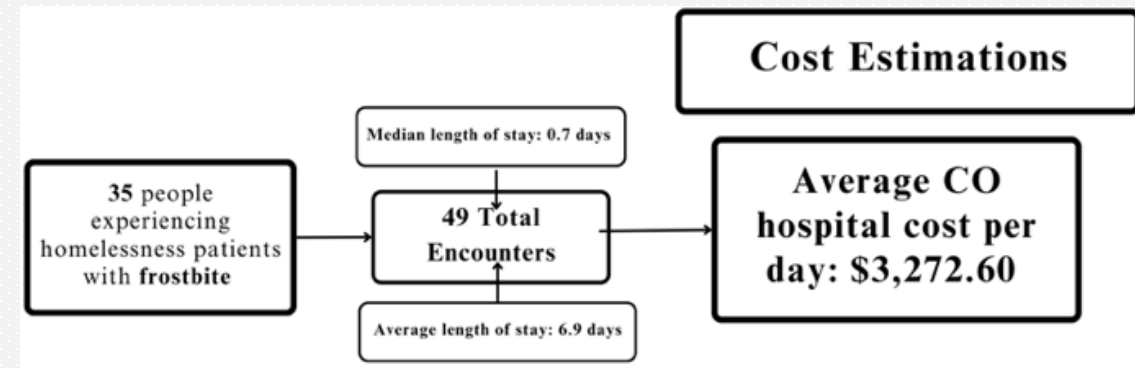 Cost Estimations
Median length of stay: 0.7 days
35 people
experiencing
homelessness patients
with frostbite
49 Total
Encounters
Average length of stay: 6.9 days
Average CO
hospital cost per
day: $3,272.60